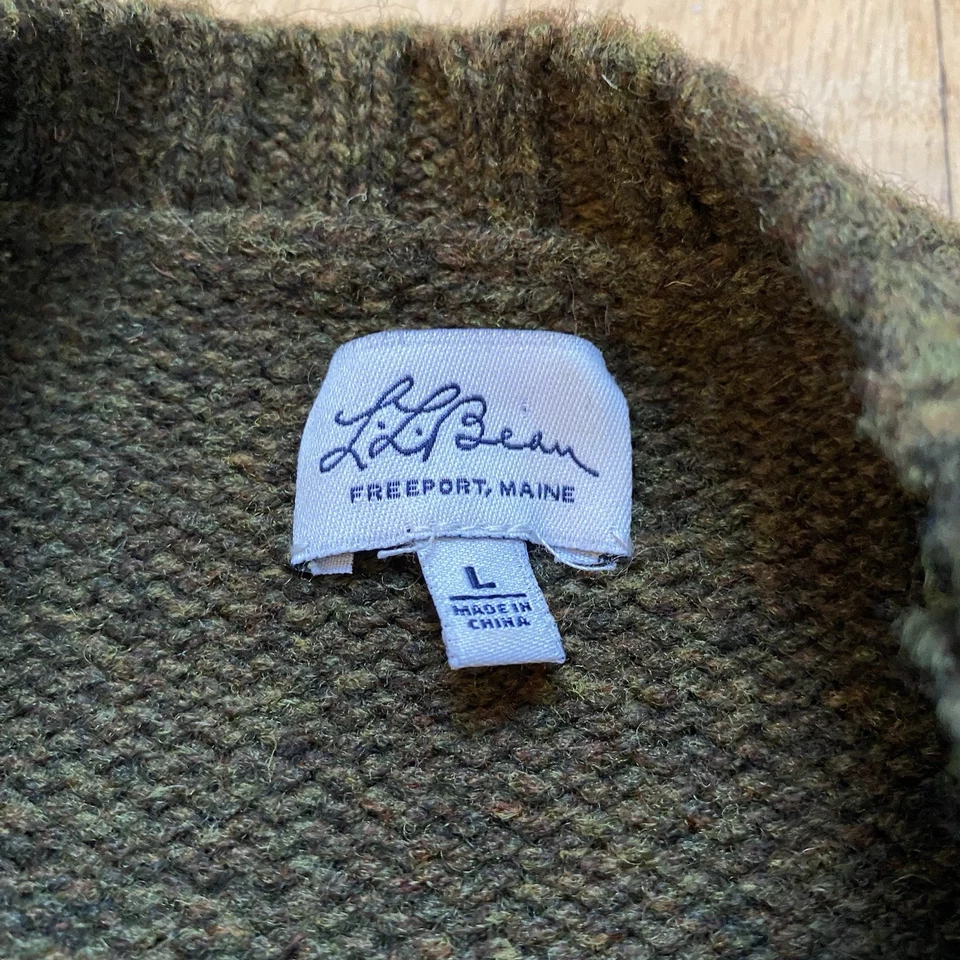 L.L.Bean
FREEPORT, MAINE
L
MADE IN
CHINA